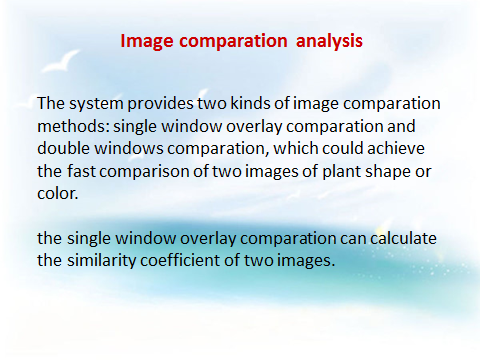 Image comparation analysis
The system provides two kinds of image comparation
methods: single window overlay comparation and
double windows comparation, which could achieve
the fast comparison of two images of plant shape or
color.
the single window overlay comparation can calculate
the similarity coefficient of two images.